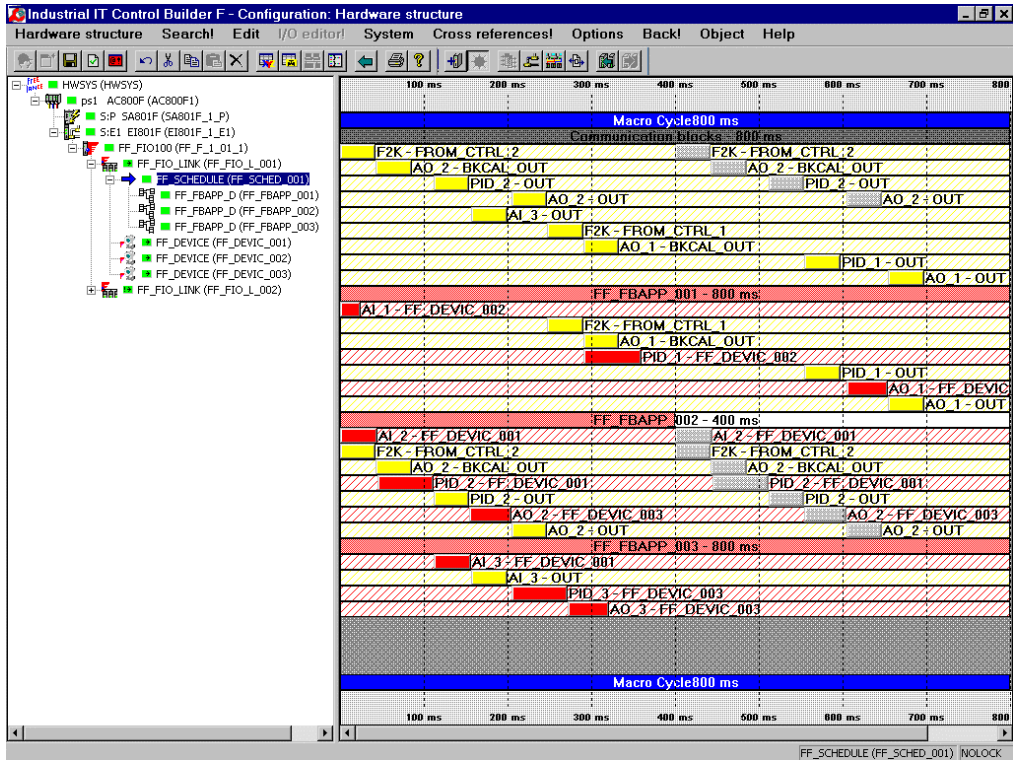 Industrial IT Control Builder F - Configuration: Hardware structure
Hardware structure Search! Edit I/O editor! System Cross references! Options Back! Object Help
HWSYS (HWSYS)
ps1 AC800F (AC800F1)
S:P SA801F (SA801F_1_P)
S:E1 EI801F (EI801F_1_E1)
FF_FIO100 (FF_F_1_01_1)
FF_FIO_LINK (FF_FIO_L_001)
FF_SCHEDULE (FF_SCHED_001)
FF_FBAPP_D (FF_FBAPP_001)
FF_FBAPP_D (FF_FBAPP_002)
FF_FBAPP_D (FF_FBAPP_003)
FF_DEVICE (FF_DEVIC_001)
FF_DEVICE (FF_DEVIC_002)
FF_DEVICE (FF_DEVIC_003)
FF_FIO_LINK (FF_FIO_L_002)
100 ms 200 ms 300 ms 400 ms 500 ms 600 ms 700 ms 800
Macro Cycle800 ms
Communication blocks - 800 ms
F2K - FROM_CTRL_2 F2K - FROM_CTRL_2
AO_2 - BKCAL_OUT AO_2 - BKCAL_OUT
PID_2 - OUT PID_2 - OUT
AO_2 - OUT AO_2 - OUT
AI_3 - OUT
F2K - FROM_CTRL_1
AO_1 - BKCAL_OUT
PID_1 - OUT
AO_1 - OUT
FF_FBAPP_001 - 800 ms
AI_1 - FF_DEVIC_002
F2K - FROM_CTRL_1
AO_1 - BKCAL_OUT
PID_1 - FF_DEVIC_002
PID_1 - OUT
AO_1 - FF_DEVIC
AO_1 - OUT
FF_FBAPP_002 - 400 ms
AI_2 - FF_DEVIC_001 AI_2 - FF_DEVIC_001
F2K - FROM_CTRL_2 F2K - FROM_CTRL_2
AO_2 - BKCAL_OUT AO_2 - BKCAL_OUT
PID_2 - FF_DEVIC_001 PID_2 - FF_DEVIC_001
PID_2 - OUT PID_2 - OUT
AO_2 - FF_DEVIC_003 AO_2 - FF_DEVIC_003
AO_2 - OUT AO_2 - OUT
FF_FBAPP_003 - 800 ms
AI_3 - FF_DEVIC_001
AI_3 - OUT
PID_3 - FF_DEVIC_003
AO_3 - FF_DEVIC_003
Macro Cycle800 ms
100 ms 200 ms 300 ms 400 ms 500 ms 600 ms 700 ms 800
FF_SCHEDULE (FF_SCHED_001) NOLOCK